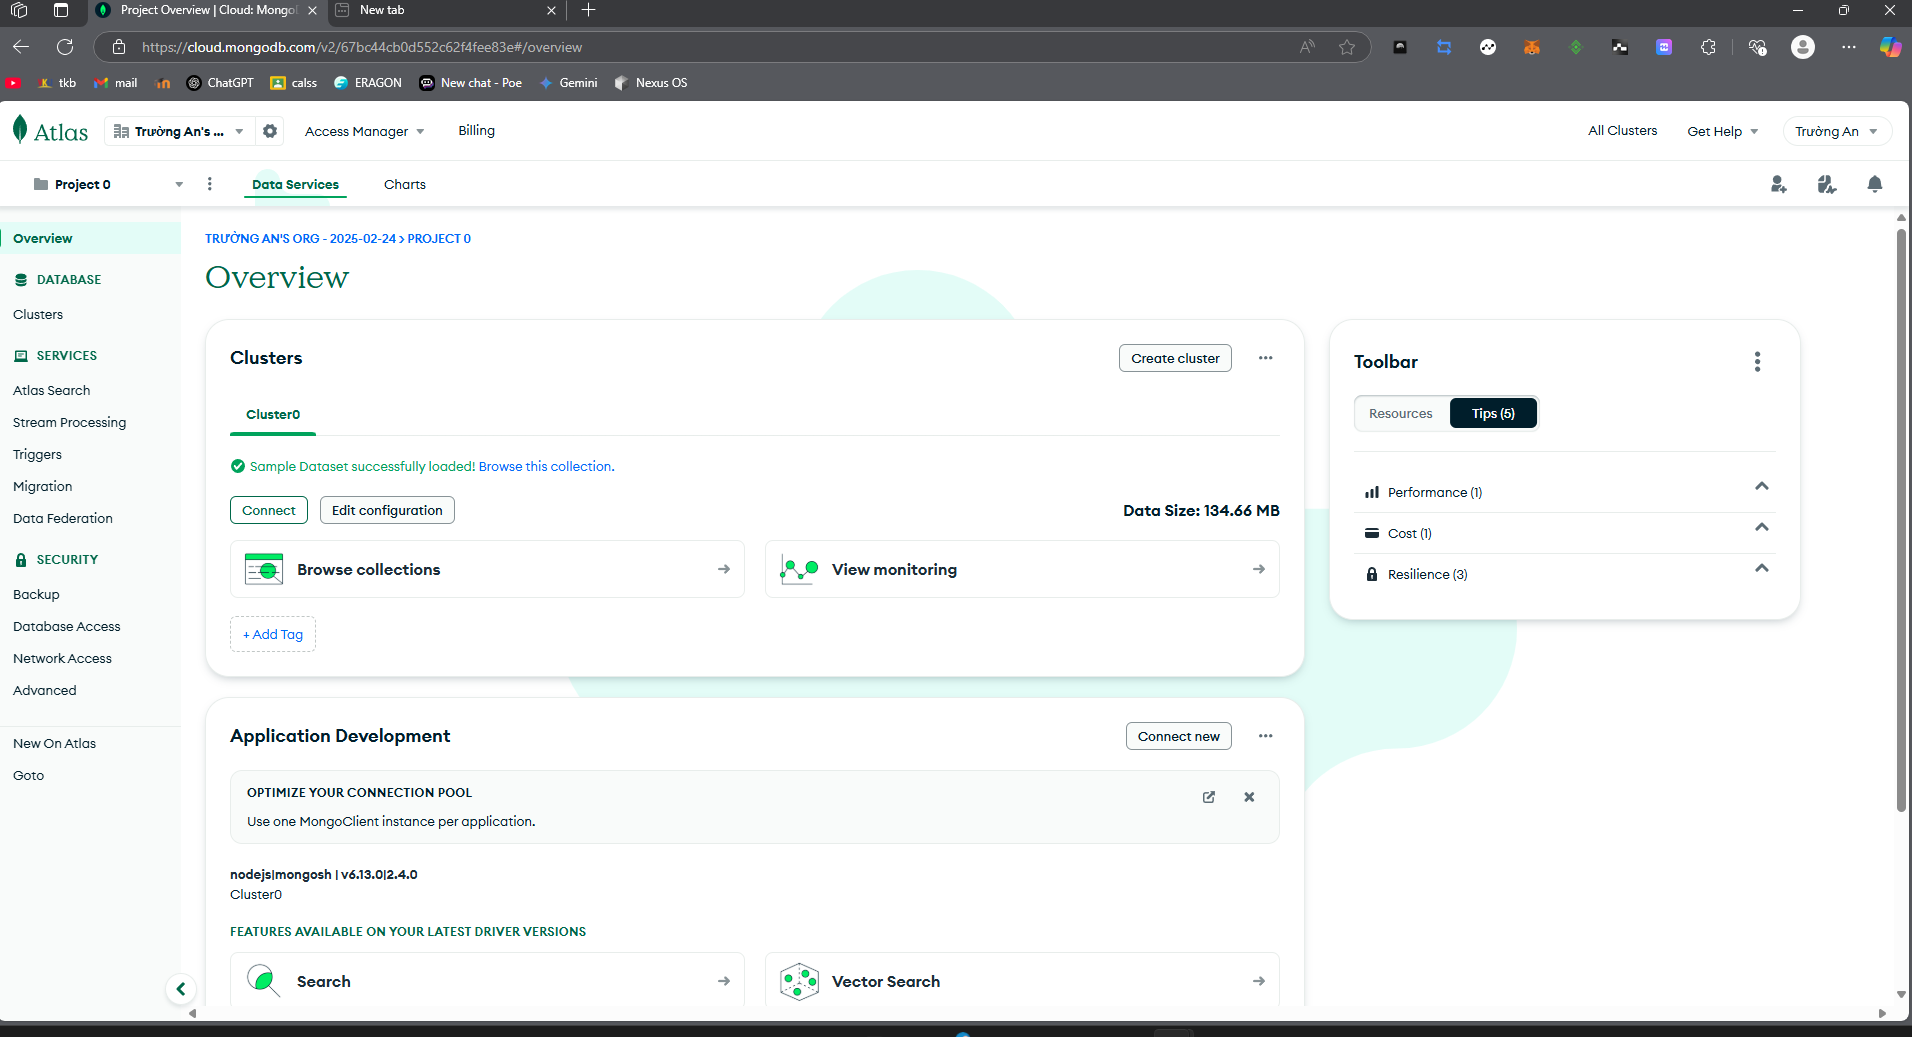 Project Overview | Cloud: Mongo
New tab
https://cloud.mongodb.com/v2/67bc44cb0d552c62f4fee83e#/overview
tkb
mail
ChatGPT
calss
ERAGON
New chat - Poe
Gemini
Nexus OS
Atlas
Trường An's ...
Access Manager
Billing
All Clusters
Get Help
Trường An
Project 0
Data Services
Charts
Overview
DATABASE
Clusters
SERVICES
Atlas Search
Stream Processing
Triggers
Migration
Data Federation
SECURITY
Backup
Database Access
Network Access
Advanced
New On Atlas
Goto
TRƯỜNG AN'S ORG - 2025-02-24 > PROJECT 0
Overview
Clusters
Create cluster
Cluster0
Sample Dataset successfully loaded! Browse this collection.
Connect
Edit configuration
Data Size: 134.66 MB
Browse collections
View monitoring
+ Add Tag
Toolbar
Resources
Tips (5)
Performance (1)
Cost (1)
Resilience (3)
Application Development
Connect new
OPTIMIZE YOUR CONNECTION POOL
Use one MongoClient instance per application.
nodejs|mongosh | v6.13.0|2.4.0
Cluster0
FEATURES AVAILABLE ON YOUR LATEST DRIVER VERSIONS
Search
Vector Search